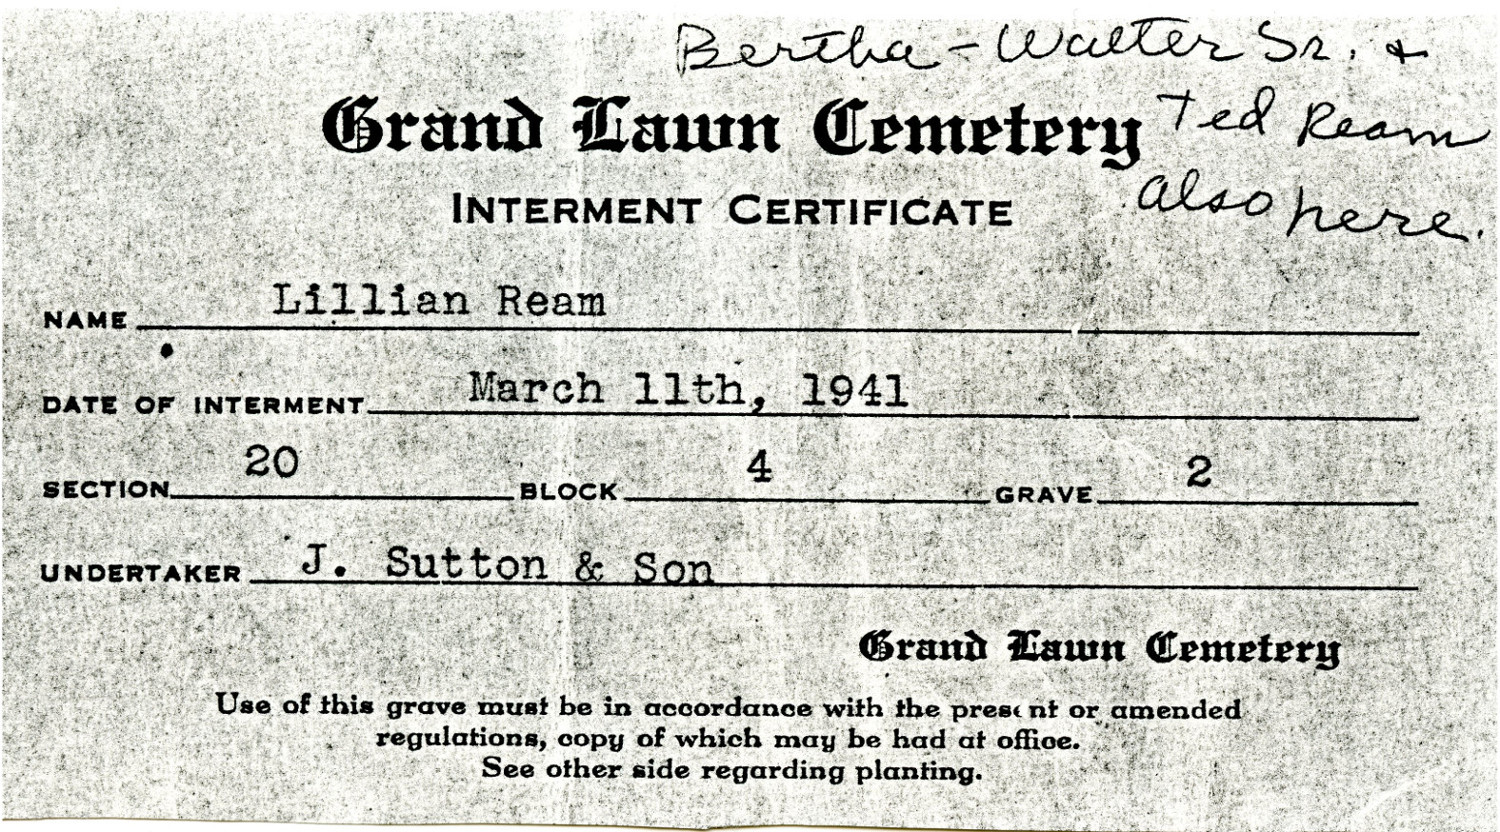 Bertha - Walter Sr. +
Ted Ream
also here.
Grand Lawn Cemetery
INTERMENT CERTIFICATE
NAME Lillian Ream
DATE OF INTERMENT March 11th, 1941
SECTION 20 BLOCK 4 GRAVE 2
UNDERTAKER J. Sutton & Son
Grand Lawn Cemetery
Use of this grave must be in accordance with the present or amended
regulations, copy of which may be had at office.
See other side regarding planting.